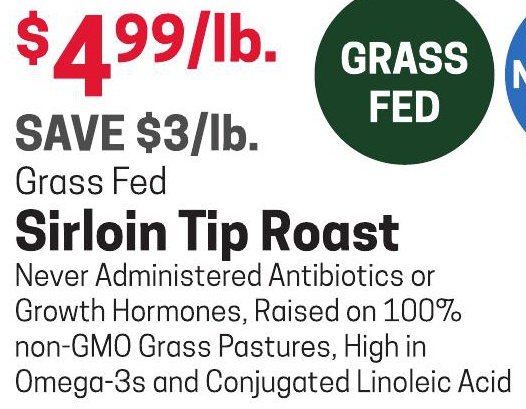 $4.99/lb.
GRASS
FED
SAVE $3/lb.
Grass Fed
Sirloin Tip Roast
Never Administered Antibiotics or
Growth Hormones, Raised on 100%
non-GMO Grass Pastures, High in
Omega-3s and Conjugated Linoleic Acid